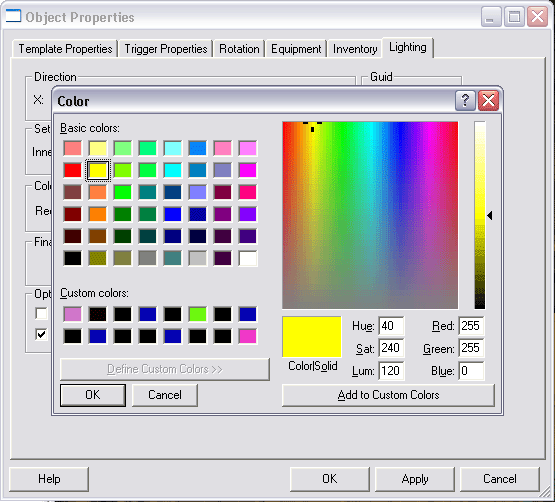 Object Properties
Template Properties Trigger Properties Rotation Equipment Inventory Lighting
Direction Guid
X:
Color
Basic colors:
Set
Inne
Colo
Rec
Fina
Custom colors:
Opti
Hue: 40 Red: 255
Sat: 240 Green: 255
Color|Solid Lum: 120 Blue: 0
Define Custom Colors >>
OK Cancel Add to Custom Colors
Help OK Apply Cancel